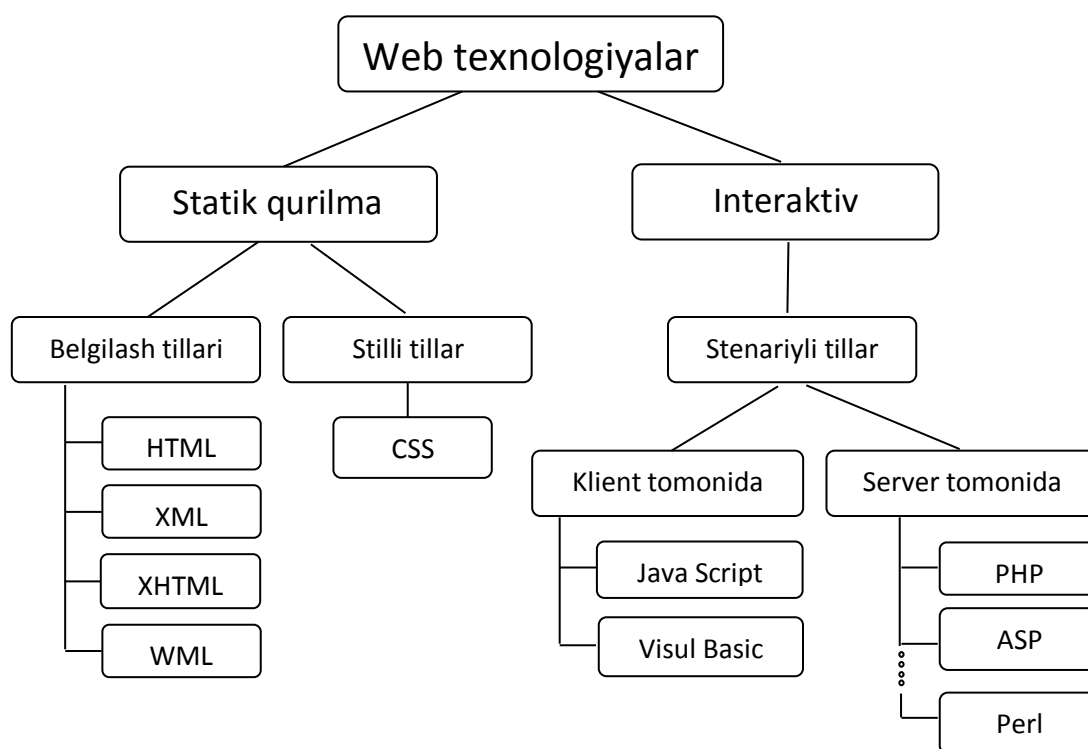 Web texnologiyalar
Statik qurilma
Interaktiv
Belgilash tillari
Stilli tillar
Stenariyli tillar
HTML
CSS
XML
XHTML
WML
Klient tomonida
Server tomonida
Java Script
PHP
Visul Basic
ASP
Perl